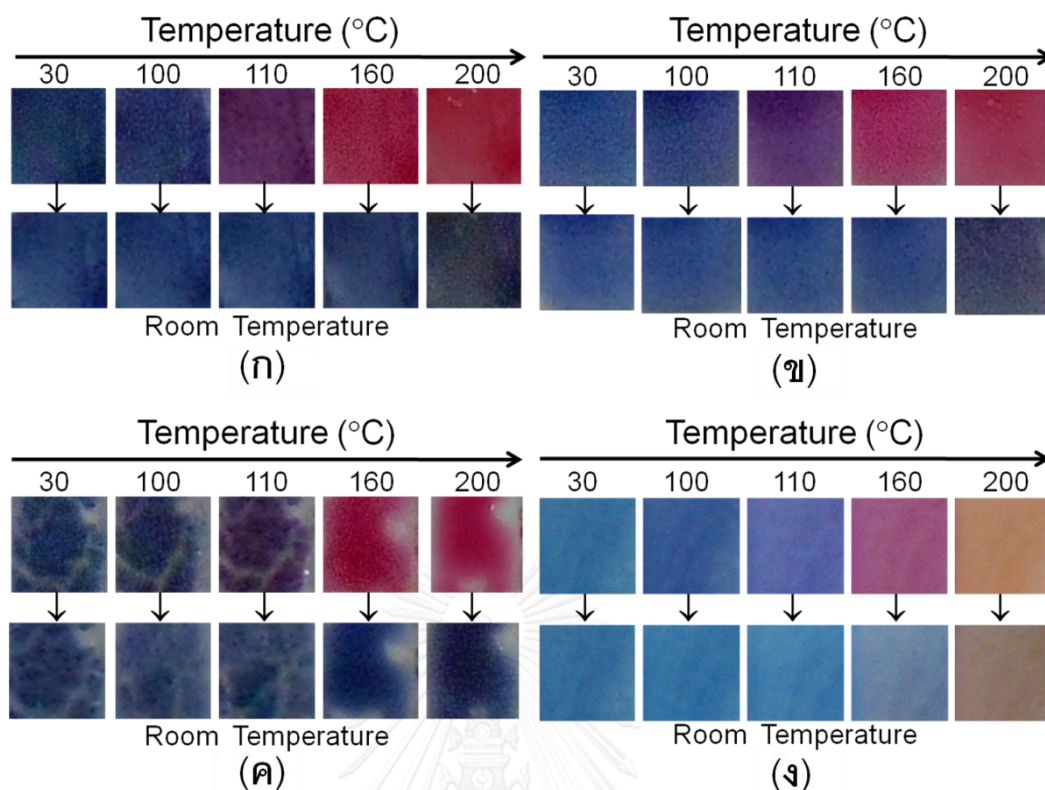 Temperature (°C)
30 100 110 160 200
Room Temperature
(ก)
Temperature (°C)
30 100 110 160 200
Room Temperature
(ข)
Temperature (°C)
30 100 110 160 200
Room Temperature
(ค)
Temperature (°C)
30 100 110 160 200
Room Temperature
(ง)